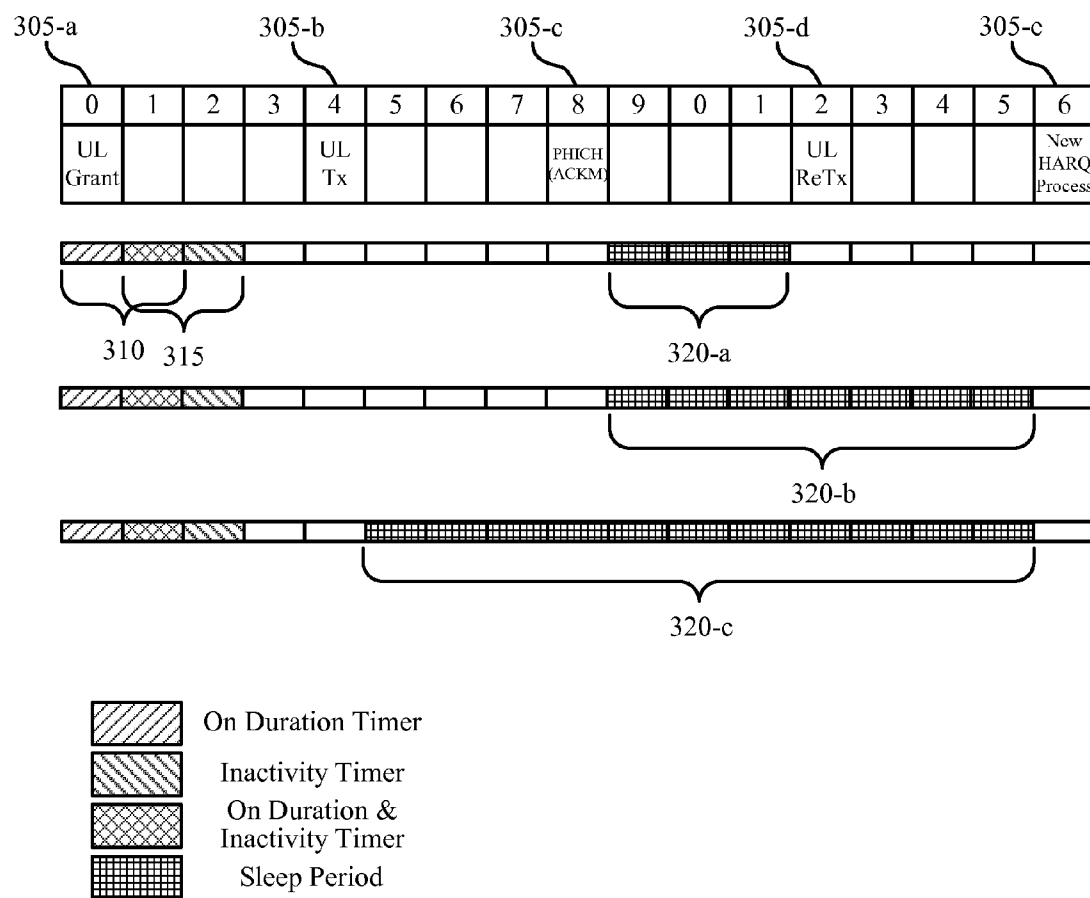 305-a 305-b 305-c 305-d 305-e
0 1 2 3 4 5 6 7 8 9 0 1 2 3 4 5 6
UL Grant
UL Tx
PHICH (ACKM)
UL ReTx
New HARQ Process
310
315
320-a
320-b
320-c
On Duration Timer
Inactivity Timer
On Duration &
Inactivity Timer
Sleep Period